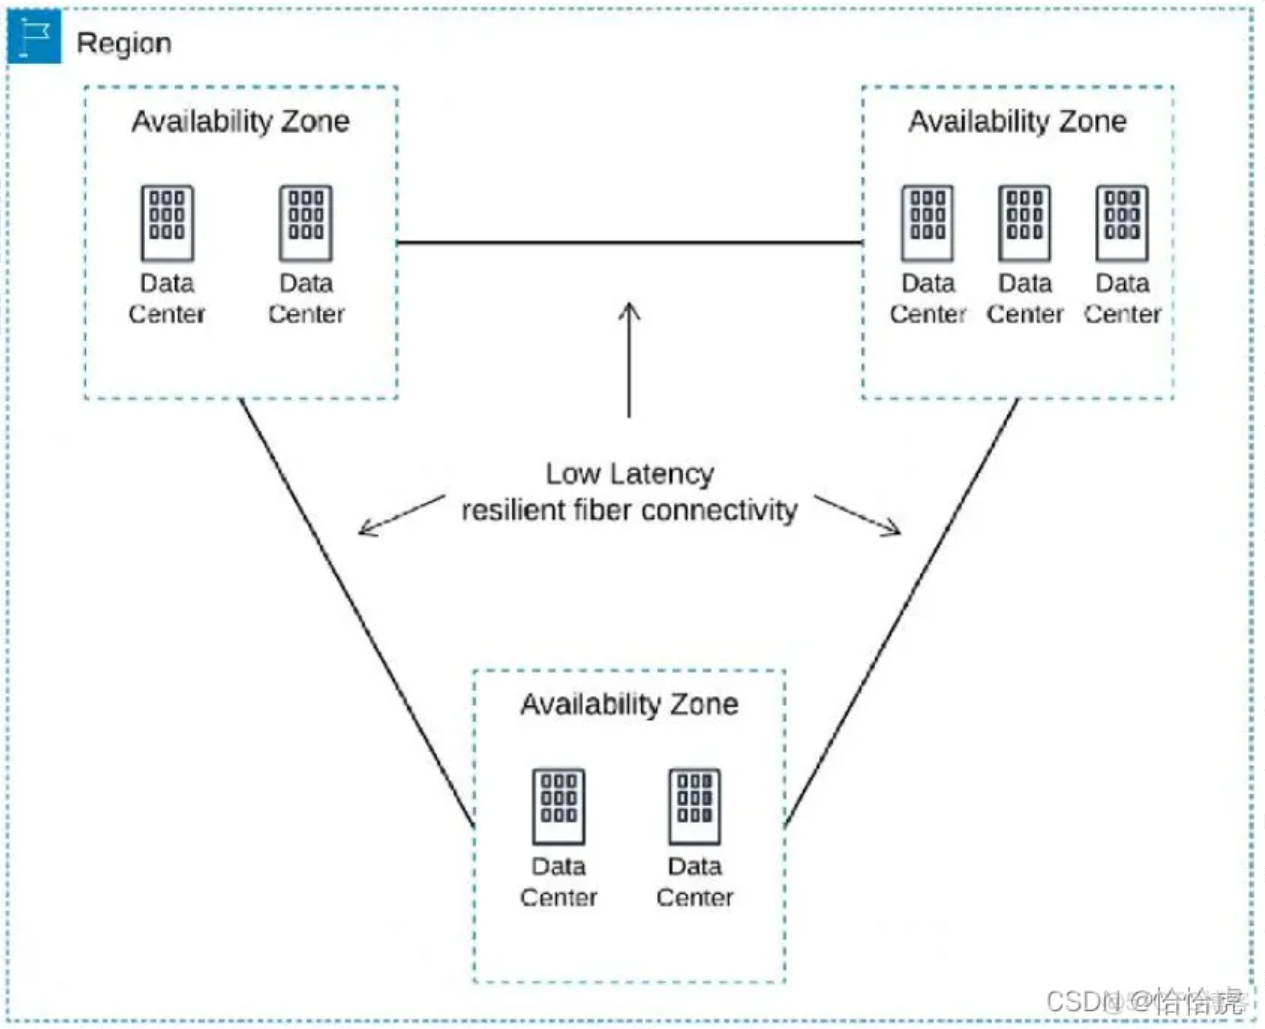 Region
Availability Zone
Data
Center
Data
Center
Availability Zone
Data
Center
Data
Center
Data
Center
Low Latency
resilient fiber connectivity
Availability Zone
Data
Center
Data
Center
CSDN @恰恰虎